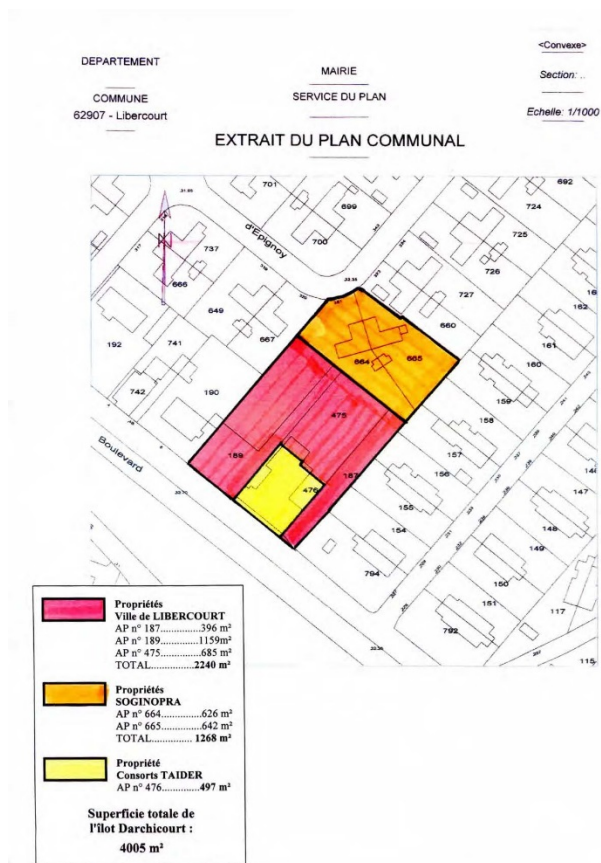 DEPARTEMENT
COMMUNE
62907 - Libercourt
MAIRIE
SERVICE DU PLAN
<Convexe>
Section: ..
Echelle: 1/1000
EXTRAIT DU PLAN COMMUNAL
701
699
692
724
700
725
737
d'Epignoy
666
726
649
727
162
667
660
161
192
741
664
665
160
742
190
159
475
158
157
189
187
156
476
155
147
Boulevard
154
148
149
794
150
151
117
792
115
Propriétés
Ville de LIBERCOURT
AP n° 187..............396 m²
AP n° 189.............1159m²
AP n° 475..............685 m²
TOTAL..............2240 m²
Propriétés
SOGINOPRA
AP n° 664..............626 m²
AP n° 665..............642 m²
TOTAL.............. 1268 m²
Propriété
Consorts TAIDER
AP n° 476..............497 m²
Superficie totale de
l'îlot Darchicourt :
4005 m²